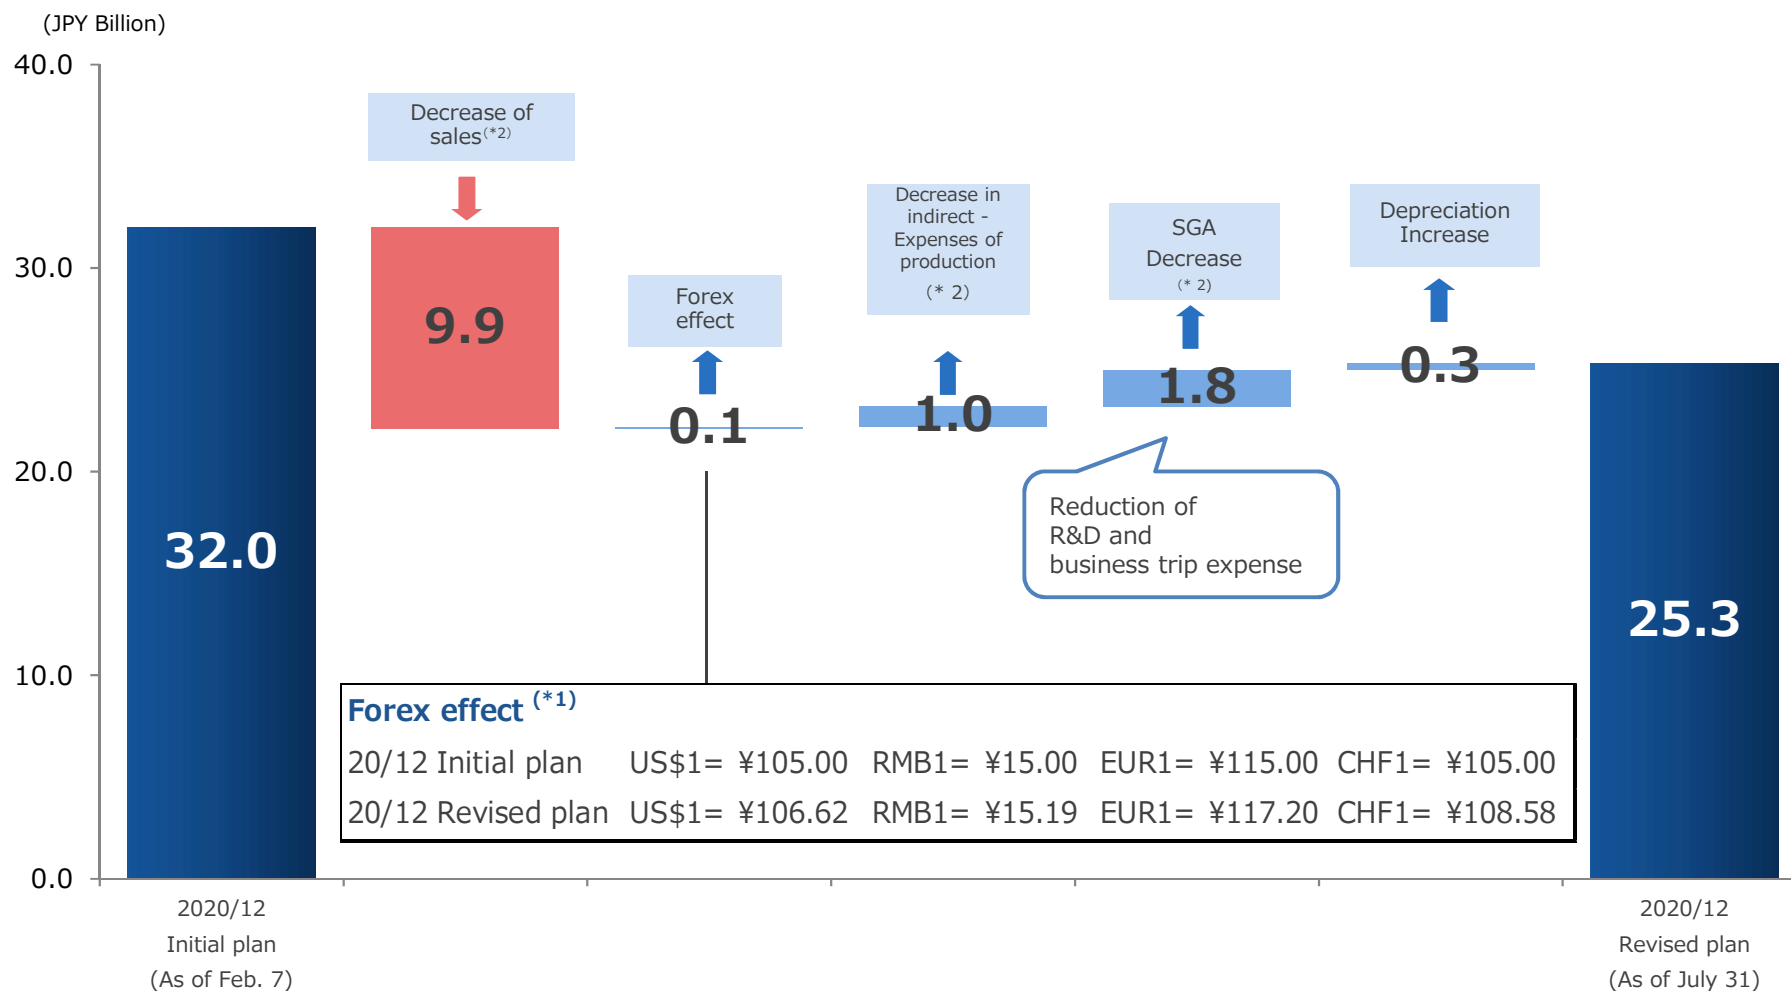 (JPY Billion)
40.0
30.0
20.0
10.0
0.0
Decrease of
sales(*2)
9.9
Forex
effect
0.1
Decrease in
indirect -
Expenses of
production
(* 2)
1.0
SGA
Decrease
(* 2)
1.8
Depreciation
Increase
0.3
32.0
25.3
Reduction of
R&D and
business trip expense
Forex effect (*1)
20/12 Initial plan US$1= ¥105.00 RMB1= ¥15.00 EUR1= ¥115.00 CHF1= ¥105.00
20/12 Revised plan US$1= ¥106.62 RMB1= ¥15.19 EUR1= ¥117.20 CHF1= ¥108.58
2020/12
Initial plan
(As of Feb. 7)
2020/12
Revised plan
(As of July 31)